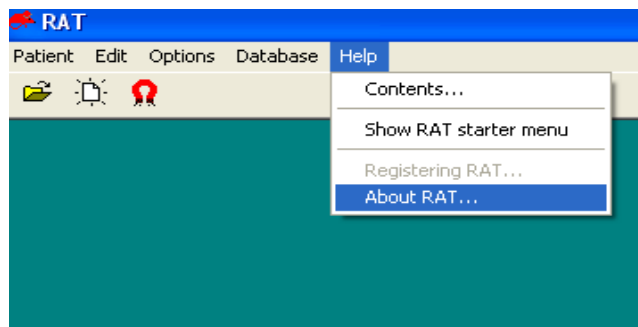 RAT
Patient Edit Options Database Help
Contents...
Show RAT starter menu
Registering RAT...
About RAT...